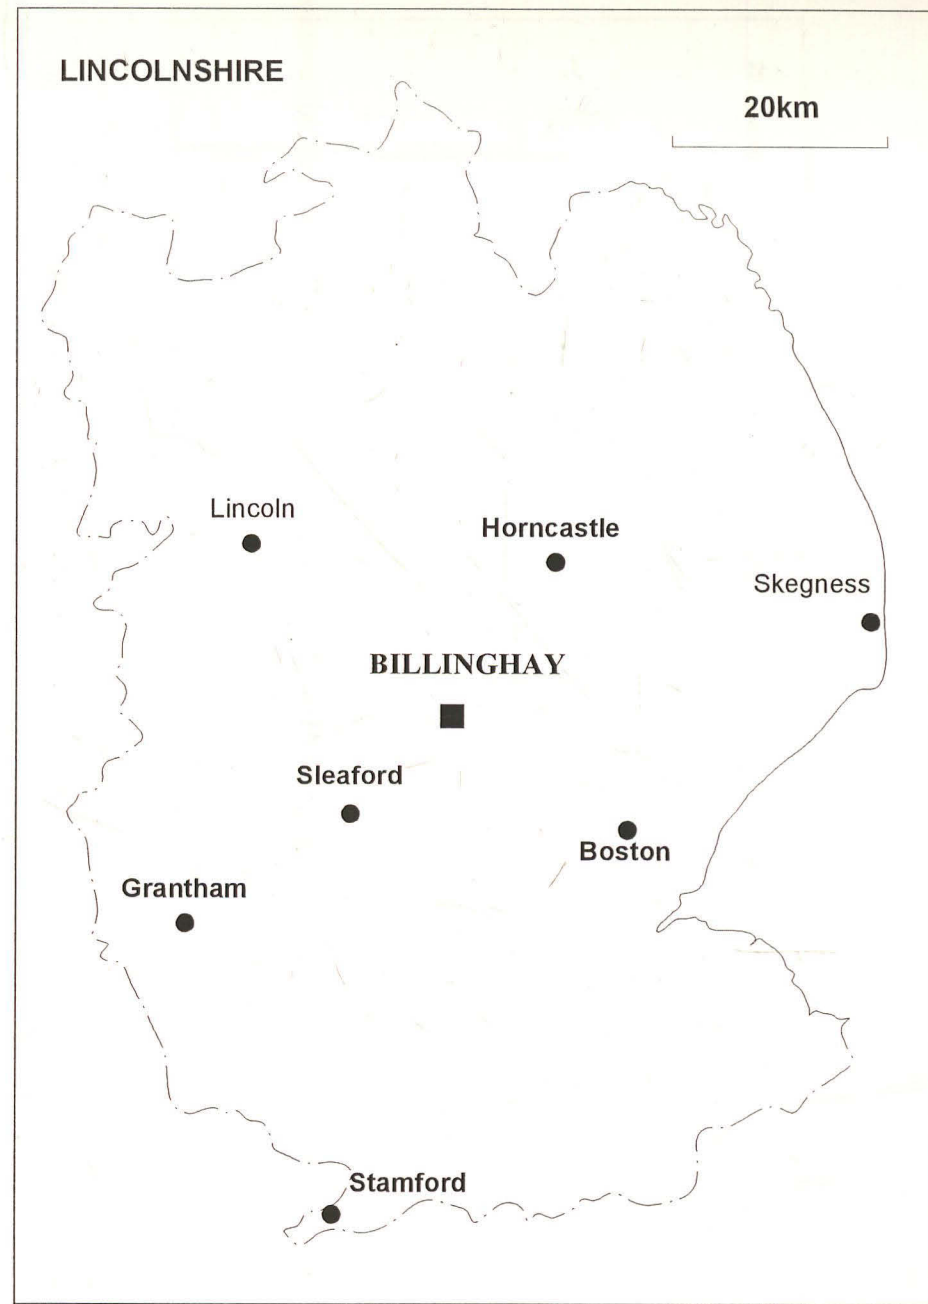 LINCOLNSHIRE
20km
Lincoln
Horncastle
Skegness
BILLINGHAY
Sleaford
Boston
Grantham
Stamford